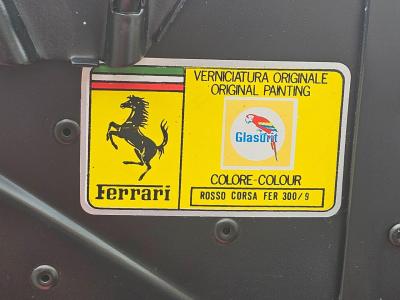 VERNICIATURA ORIGINALE
ORIGINAL PAINTING
Glasurit
Ferrari
COLORE-COLOUR
ROSSO CORSA FER 300/9